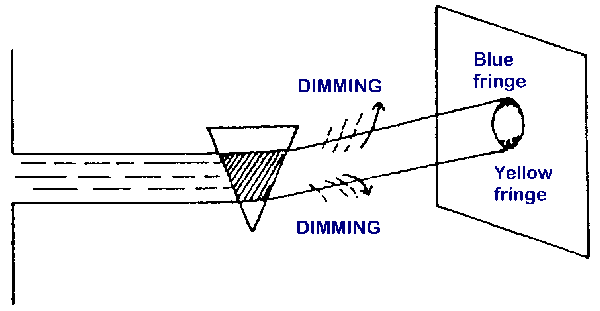 Blue
fringe
DIMMING
Yellow
fringe
DIMMING